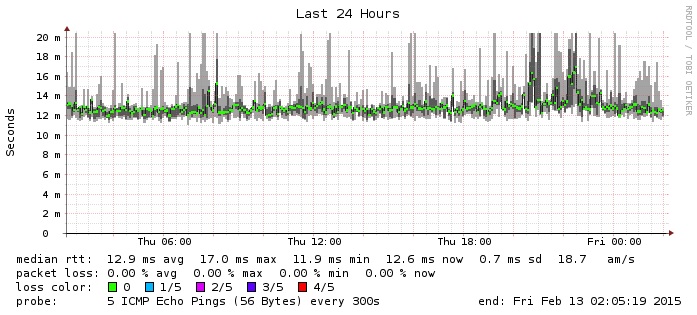 Last 24 Hours
RRDTOOL / TOBI OETIKER
Seconds
20 m
18 m
16 m
14 m
12 m
10 m
8 m
6 m
4 m
2 m
0
Thu 06:00 Thu 12:00 Thu 18:00 Fri 00:00
median rtt: 12.9 ms avg 17.0 ms max 11.9 ms min 12.6 ms now 0.7 ms sd 18.7 am/s
packet loss: 0.00 % avg 0.00 % max 0.00 % min 0.00 % now
loss color: 0 1/5 2/5 3/5 4/5
probe: 5 ICMP Echo Pings (56 Bytes) every 300s end: Fri Feb 13 02:05:19 2015